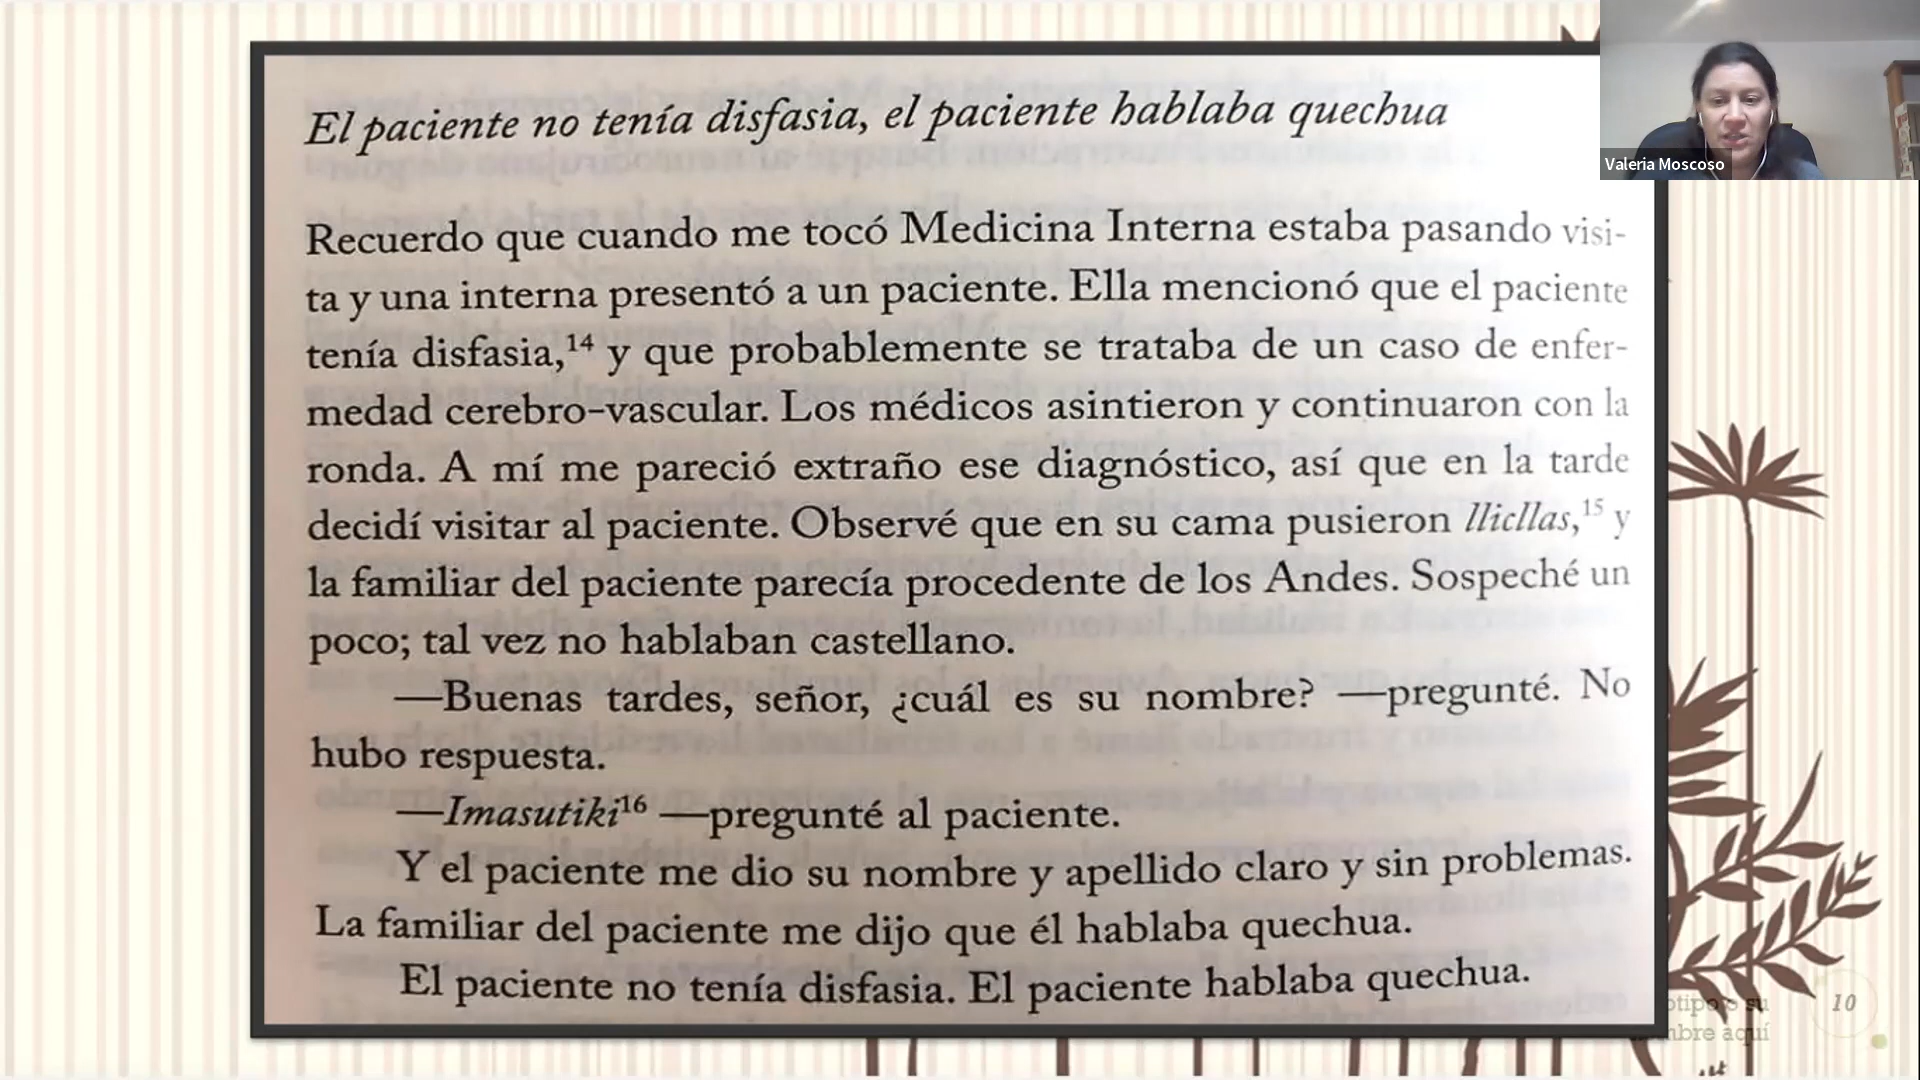 El paciente no tenía disfasia, el paciente hablaba quechua
Valeria Moscoso
Recuerdo que cuando me tocó Medicina Interna estaba pasando visi-
ta y una interna presentó a un paciente. Ella mencionó que el paciente
tenía disfasia,¹⁴ y que probablemente se trataba de un caso de enfer-
medad cerebro-vascular. Los médicos asintieron y continuaron con la
ronda. A mí me pareció extraño ese diagnóstico, así que en la tarde
decidí visitar al paciente. Observé que en su cama pusieron llicllas,¹⁵ y
la familiar del paciente parecía procedente de los Andes. Sospeché un
poco; tal vez no hablaban castellano.
—Buenas tardes, señor, ¿cuál es su nombre? —pregunté. No
hubo respuesta.
—Imasutiki¹⁶ —pregunté al paciente.
Y el paciente me dio su nombre y apellido claro y sin problemas.
La familiar del paciente me dijo que él hablaba quechua.
El paciente no tenía disfasia. El paciente hablaba quechua.
su
aquí
10